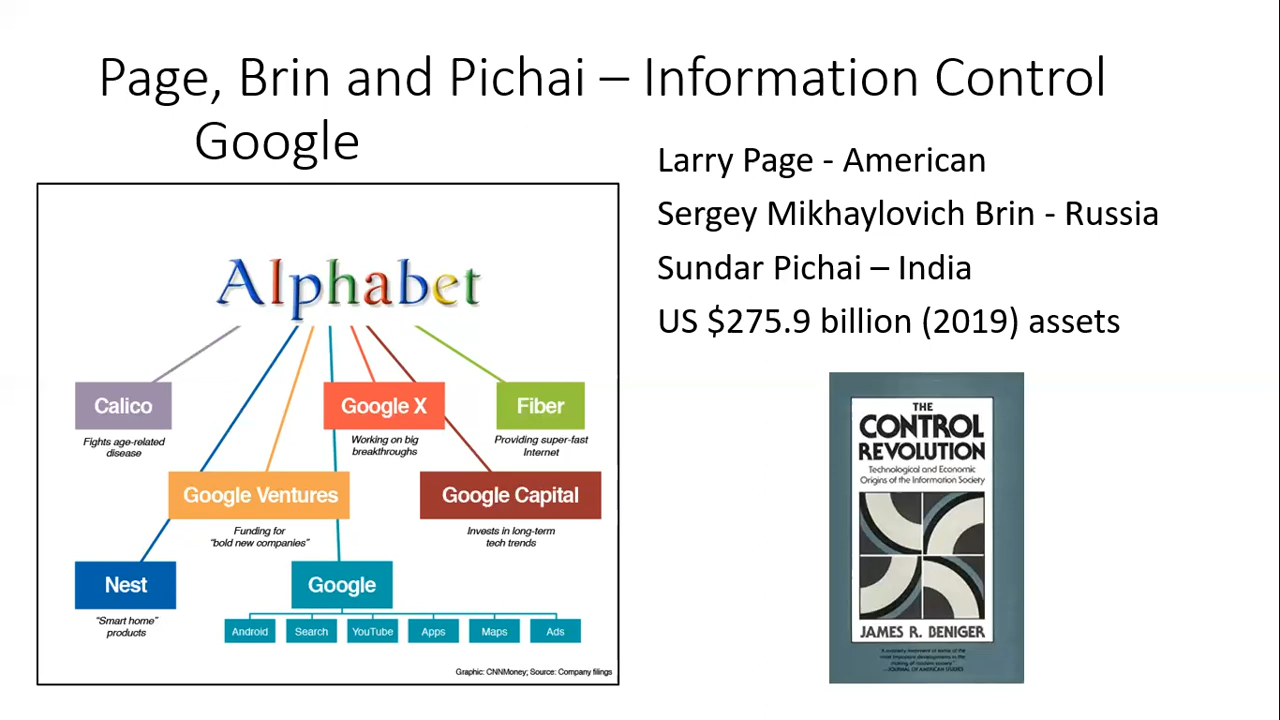 Page, Brin and Pichai – Information Control
Google
Larry Page - American
Sergey Mikhaylovich Brin - Russia
Sundar Pichai – India
US $275.9 billion (2019) assets
Alphabet
Calico
Fights age-related
disease
Google X
Working on big
breakthroughs
Fiber
Providing super-fast
Internet
Google Ventures
Funding for
"bold new companies"
Google Capital
Invests in long-term
tech trends
Nest
"Smart home"
products
Google
Android
Search
YouTube
Apps
Maps
Ads
Graphic: CNNMoney; Source: Company filings
THE
CONTROL
REVOLUTION
Technological and Economic
Origins of the Information Society
JAMES R. BENIGER
—JOURNAL OF AMERICAN STUDIES